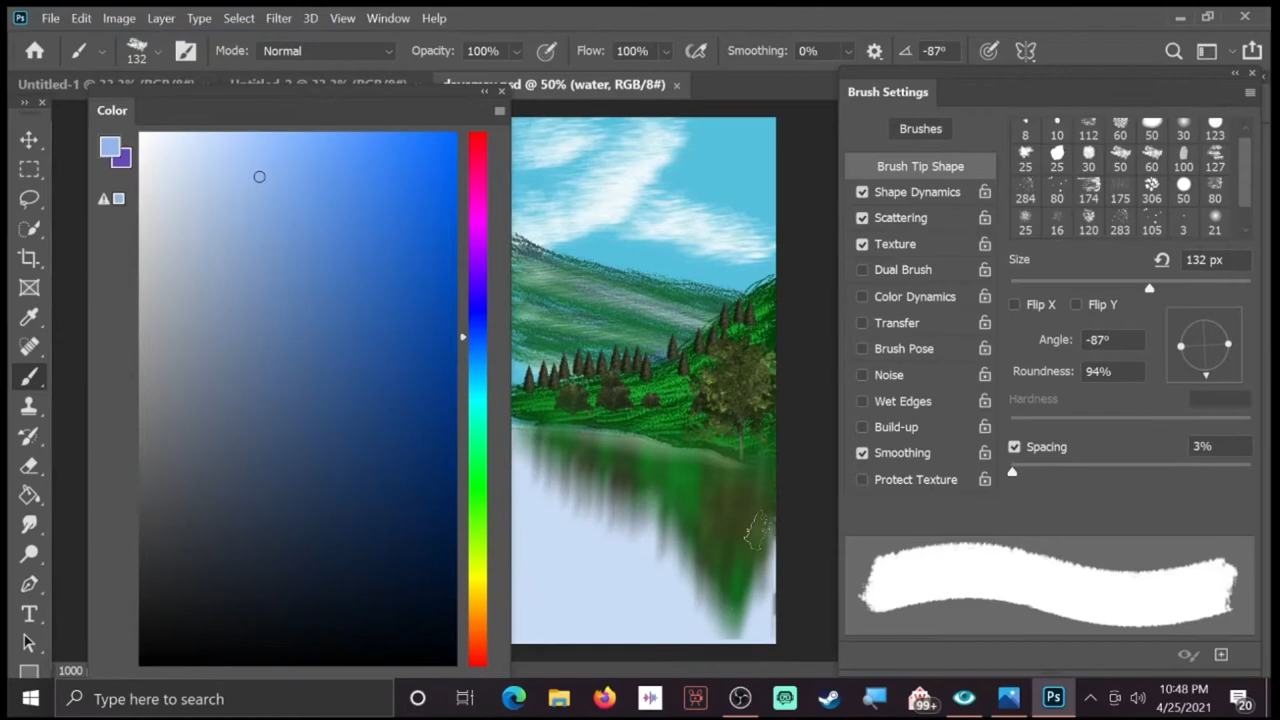 Ps File Edit Image Layer Type Select Filter 3D View Window Help
132 Mode: Normal Opacity: 100% Flow: 100% Smoothing: 0% -87°
@ 50% (water, RGB/8#) ×
Color
Brush Settings
Brushes
Brush Tip Shape
Shape Dynamics
Scattering
Texture
Dual Brush
Color Dynamics
Transfer
Brush Pose
Noise
Wet Edges
Build-up
Smoothing
Protect Texture
8 10 112 60 50 30 123
25 25 30 50 60 100 127
284 80 174 175 306 50 80
25 16 120 283 105 3 21
Size 132 px
Flip X Flip Y
Angle: -87°
Roundness: 94%
Hardness
Spacing 3%
1000
Type here to search
99+
Ps
10:48 PM
4/25/2021
20